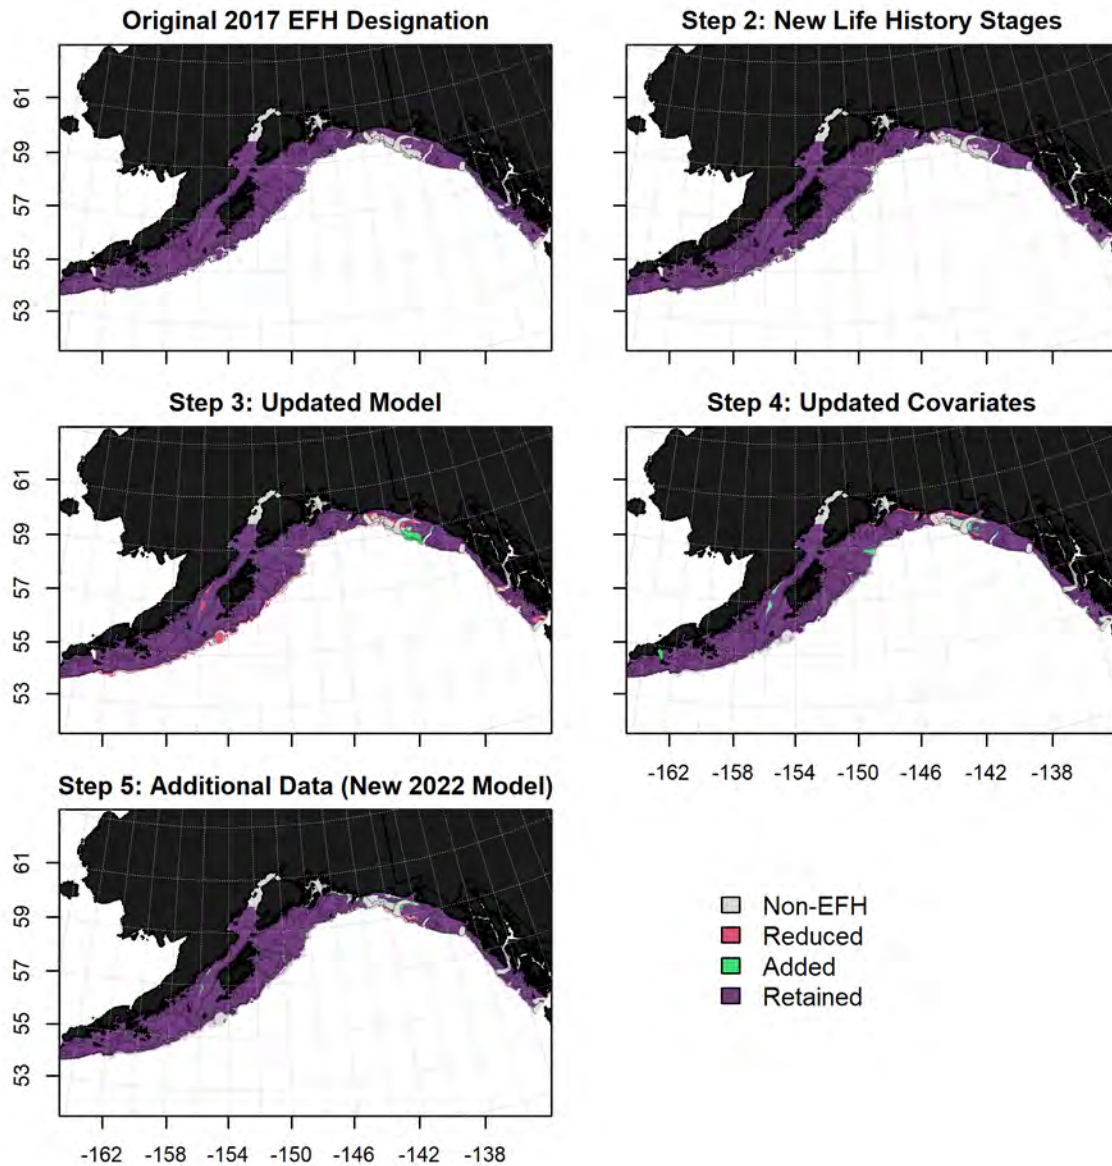 Original 2017 EFH Designation
Step 2: New Life History Stages
61
59
57
55
53
Step 3: Updated Model
Step 4: Updated Covariates
61
59
57
55
53
-162 -158 -154 -150 -146 -142 -138
Step 5: Additional Data (New 2022 Model)
61
59
57
55
53
-162 -158 -154 -150 -146 -142 -138
Non-EFH
Reduced
Added
Retained